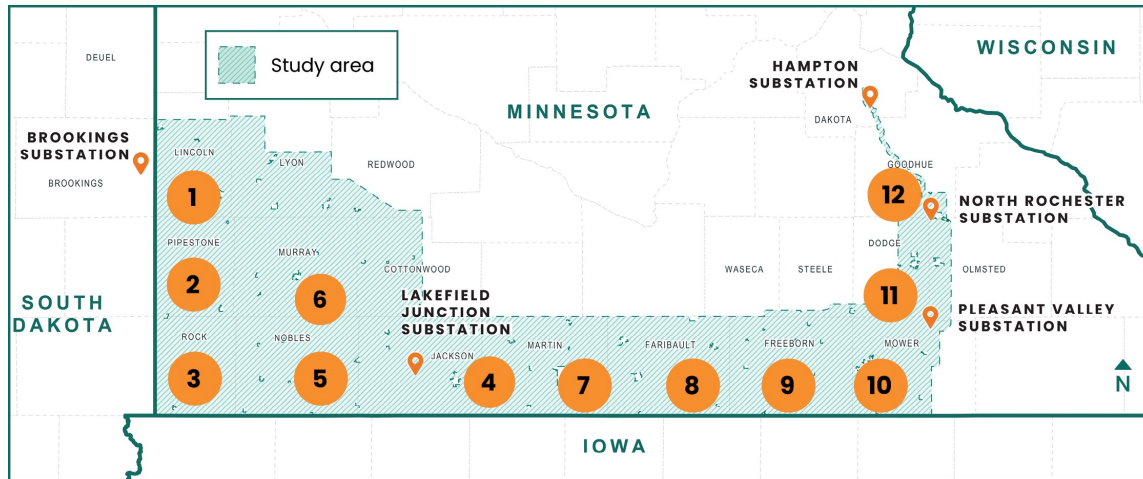 DEUEL
Study area
WISCONSIN
HAMPTON
SUBSTATION
MINNESOTA
DAKOTA
BROOKINGS
SUBSTATION
LINCOLN
LYON
REDWOOD
GOODHUE
BROOKINGS
1
12
NORTH ROCHESTER
SUBSTATION
PIPESTONE
MURRAY
COTTONWOOD
WASECA
STEELE
DODGE
OLMSTED
2
6
11
SOUTH
DAKOTA
LAKEFIELD
JUNCTION
SUBSTATION
PLEASANT VALLEY
SUBSTATION
ROCK
NOBLES
JACKSON
MARTIN
FARIBAULT
FREEBORN
MOWER
3
5
4
7
8
9
10
N
IOWA